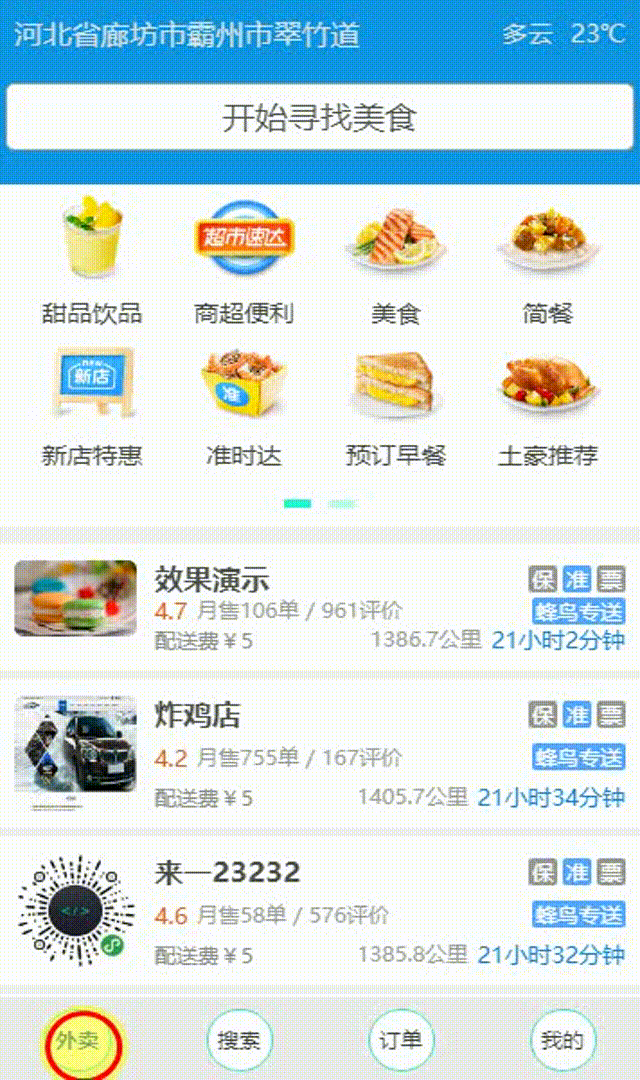 河北省廊坊市霸州市翠竹道 多云 23℃
开始寻找美食
超市速达
甜品饮品 商超便利 美食 简餐
NEW
新店
准
新店特惠 准时达 预订早餐 土豪推荐
效果演示 保 准 票
4.7 月售106单 / 961评价 蜂鸟专送
配送费￥5 1386.7公里 21小时2分钟
炸鸡店 保 准 票
4.2 月售755单 / 167评价 蜂鸟专送
配送费￥5 1405.7公里 21小时34分钟
来一23232 保 准 票
4.6 月售58单 / 576评价 蜂鸟专送
</>
配送费￥5 1385.8公里 21小时32分钟
外卖 搜索 订单 我的